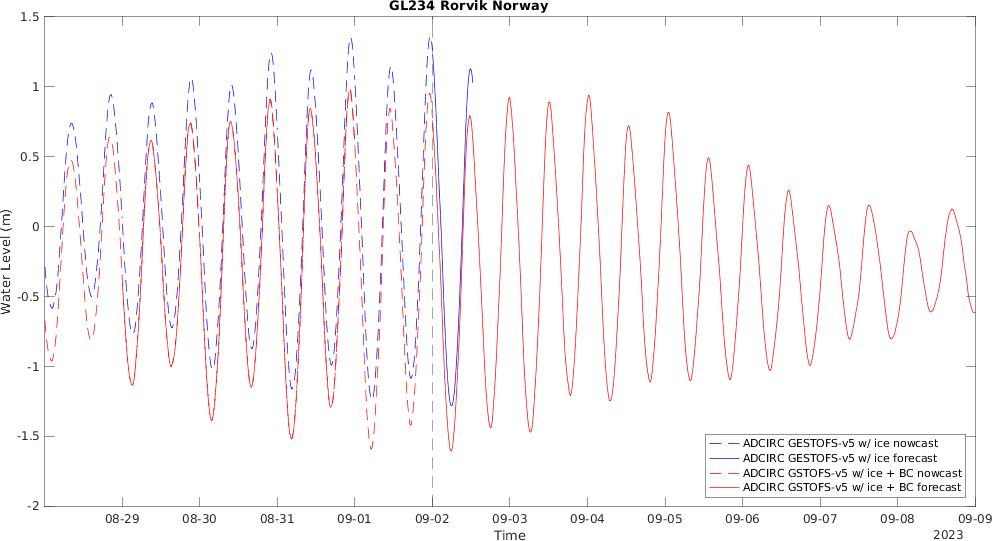 GL234 Rorvik Norway
1.5
1
0.5
0
-0.5
-1
-1.5
-2
Water Level (m)
ADCIRC GESTOFS-v5 w/ ice nowcast
ADCIRC GESTOFS-v5 w/ ice forecast
ADCIRC GSTOFS-v5 w/ ice + BC nowcast
ADCIRC GSTOFS-v5 w/ ice + BC forecast
08-29 08-30 08-31 09-01 09-02 09-03 09-04 09-05 09-06 09-07 09-08 09-09
Time
2023